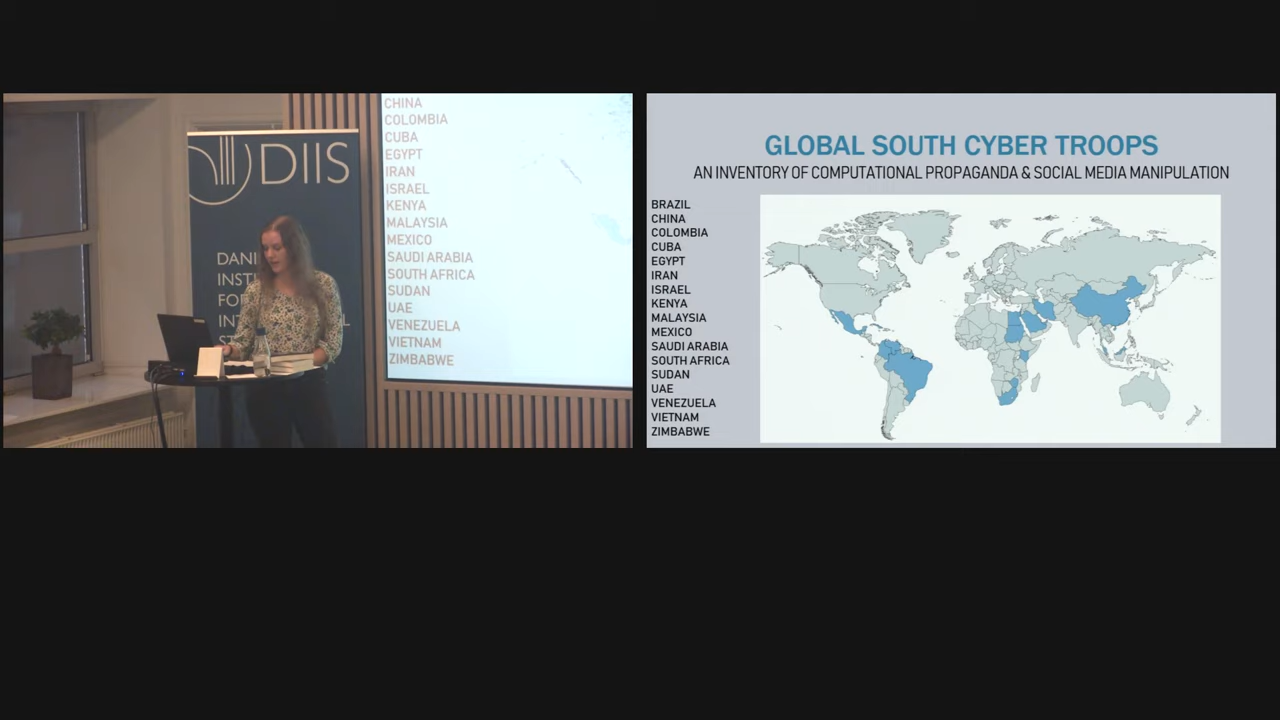 DIIS
DANI
INST
FOR
INT L
ST
CHINA
COLOMBIA
CUBA
EGYPT
IRAN
ISRAEL
KENYA
MALAYSIA
MEXICO
SAUDI ARABIA
SOUTH AFRICA
SUDAN
UAE
VENEZUELA
VIETNAM
ZIMBABWE
GLOBAL SOUTH CYBER TROOPS
AN INVENTORY OF COMPUTATIONAL PROPAGANDA & SOCIAL MEDIA MANIPULATION
BRAZIL
CHINA
COLOMBIA
CUBA
EGYPT
IRAN
ISRAEL
KENYA
MALAYSIA
MEXICO
SAUDI ARABIA
SOUTH AFRICA
SUDAN
UAE
VENEZUELA
VIETNAM
ZIMBABWE